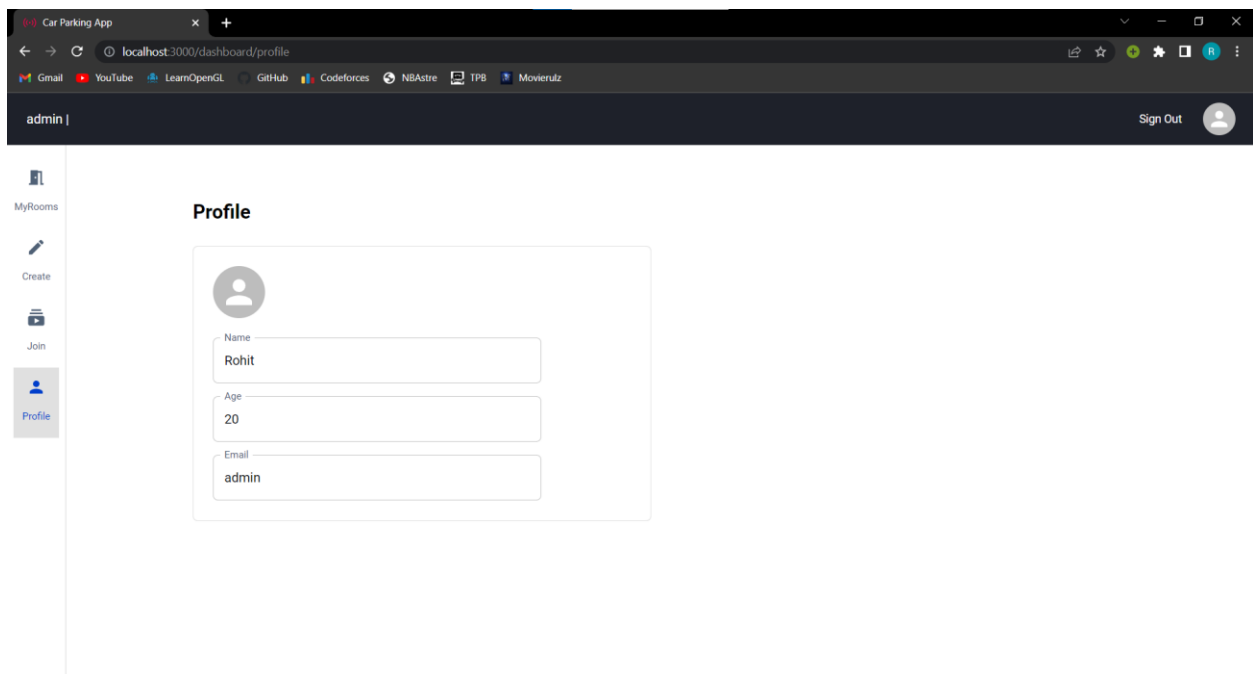 Car Parking App
localhost:3000/dashboard/profile
Gmail YouTube LearnOpenGL GitHub Codeforces NBAstre TPB Movierulz
R
admin |
Sign Out
MyRooms
Create
Join
Profile
Profile
Name
Rohit
Age
20
Email
admin